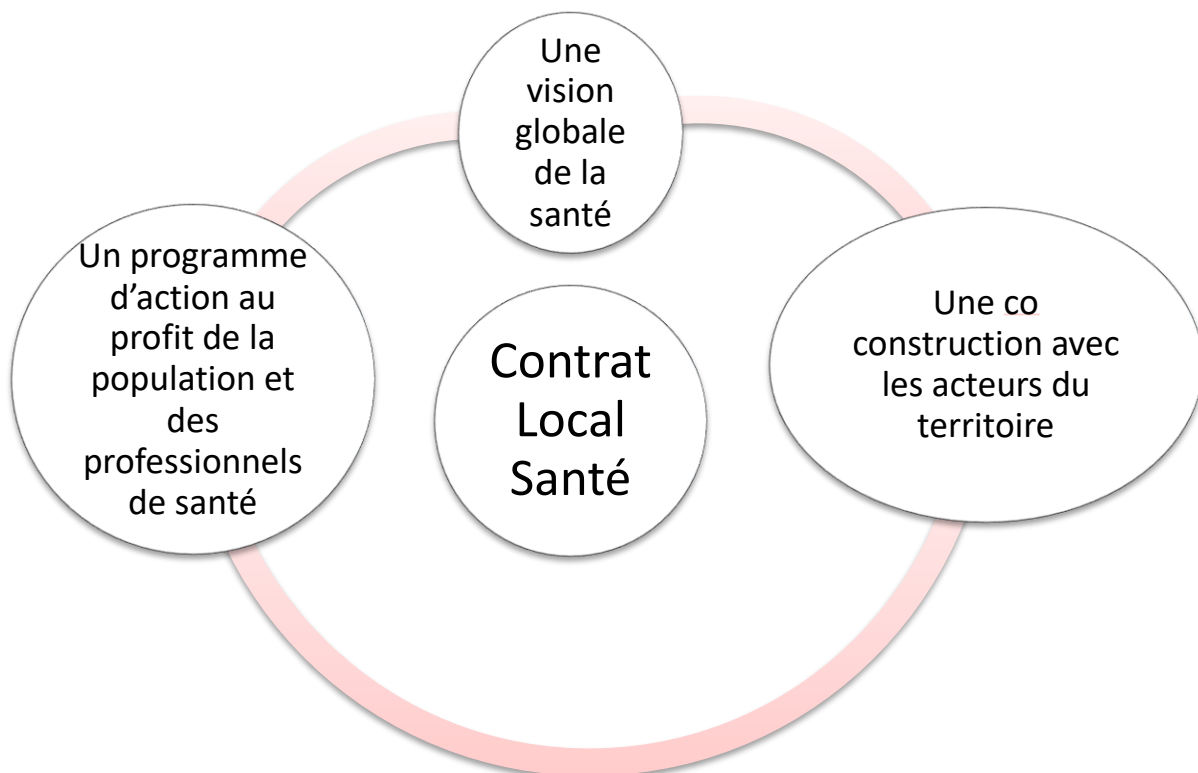 Une
vision
globale
de la
santé
Un programme
d’action au
profit de la
population et
des
professionnels
de santé
Contrat
Local
Santé
Une co
construction avec
les acteurs du
territoire